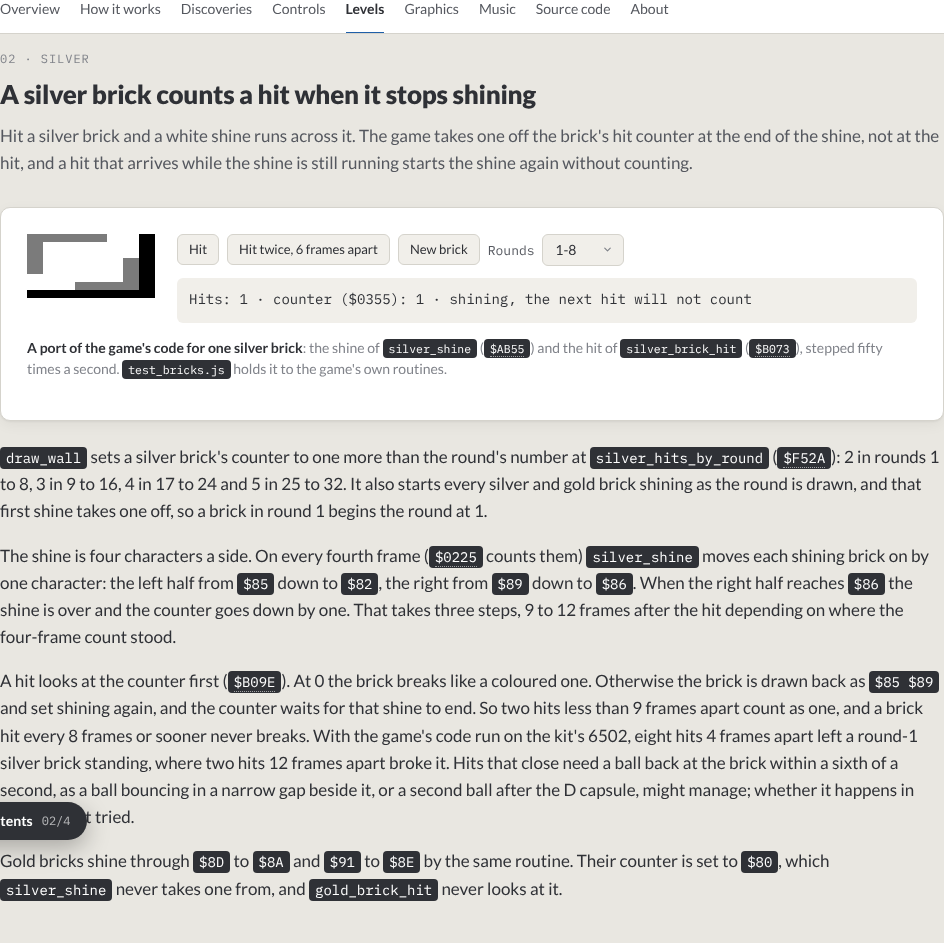 Overview How it works Discoveries Controls Levels Graphics Music Source code About
02 · SILVER
A silver brick counts a hit when it stops shining
Hit a silver brick and a white shine runs across it. The game takes one off the brick's hit counter at the end of the shine, not at the
hit, and a hit that arrives while the shine is still running starts the shine again without counting.
Hit Hit twice, 6 frames apart New brick Rounds 1-8
Hits: 1 · counter ($0355): 1 · shining, the next hit will not count
A port of the game's code for one silver brick: the shine of silver_shine ($AB55) and the hit of silver_brick_hit ($B073), stepped fifty
times a second. test_bricks.js holds it to the game's own routines.
draw_wall sets a silver brick's counter to one more than the round's number at silver_hits_by_round ($F52A): 2 in rounds 1
to 8, 3 in 9 to 16, 4 in 17 to 24 and 5 in 25 to 32. It also starts every silver and gold brick shining as the round is drawn, and that
first shine takes one off, so a brick in round 1 begins the round at 1.
The shine is four characters a side. On every fourth frame ($0225 counts them) silver_shine moves each shining brick on by
one character: the left half from $85 down to $82, the right from $89 down to $86. When the right half reaches $86 the
shine is over and the counter goes down by one. That takes three steps, 9 to 12 frames after the hit depending on where the
four-frame count stood.
A hit looks at the counter first ($B09E). At 0 the brick breaks like a coloured one. Otherwise the brick is drawn back as $85 $89
and set shining again, and the counter waits for that shine to end. So two hits less than 9 frames apart count as one, and a brick
hit every 8 frames or sooner never breaks. With the game's code run on the kit's 6502, eight hits 4 frames apart left a round-1
silver brick standing, where two hits 12 frames apart broke it. Hits that close need a ball back at the brick within a sixth of a
second, as a ball bouncing in a narrow gap beside it, or a second ball after the D capsule, might manage; whether it happens in
tents 02/4 t tried.
Gold bricks shine through $8D to $8A and $91 to $8E by the same routine. Their counter is set to $80, which
silver_shine never takes one from, and gold_brick_hit never looks at it.